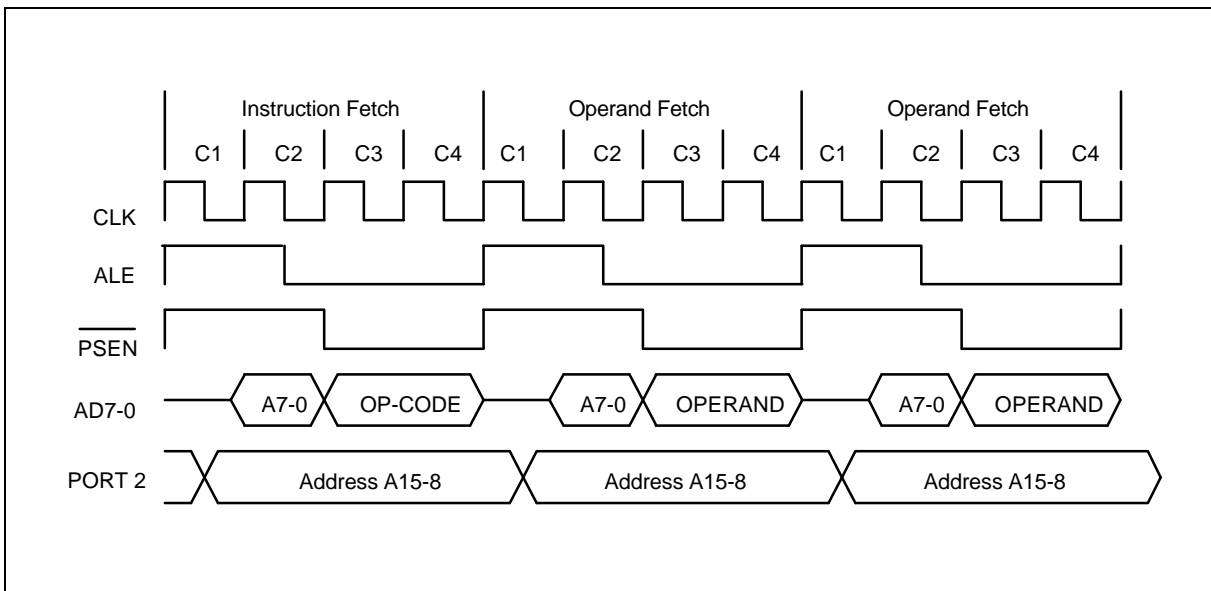 Instruction Fetch Operand Fetch Operand Fetch
C1 C2 C3 C4 C1 C2 C3 C4 C1 C2 C3 C4
CLK
ALE
PSEN
AD7-0 A7-0 OP-CODE A7-0 OPERAND A7-0 OPERAND
PORT 2 Address A15-8 Address A15-8 Address A15-8